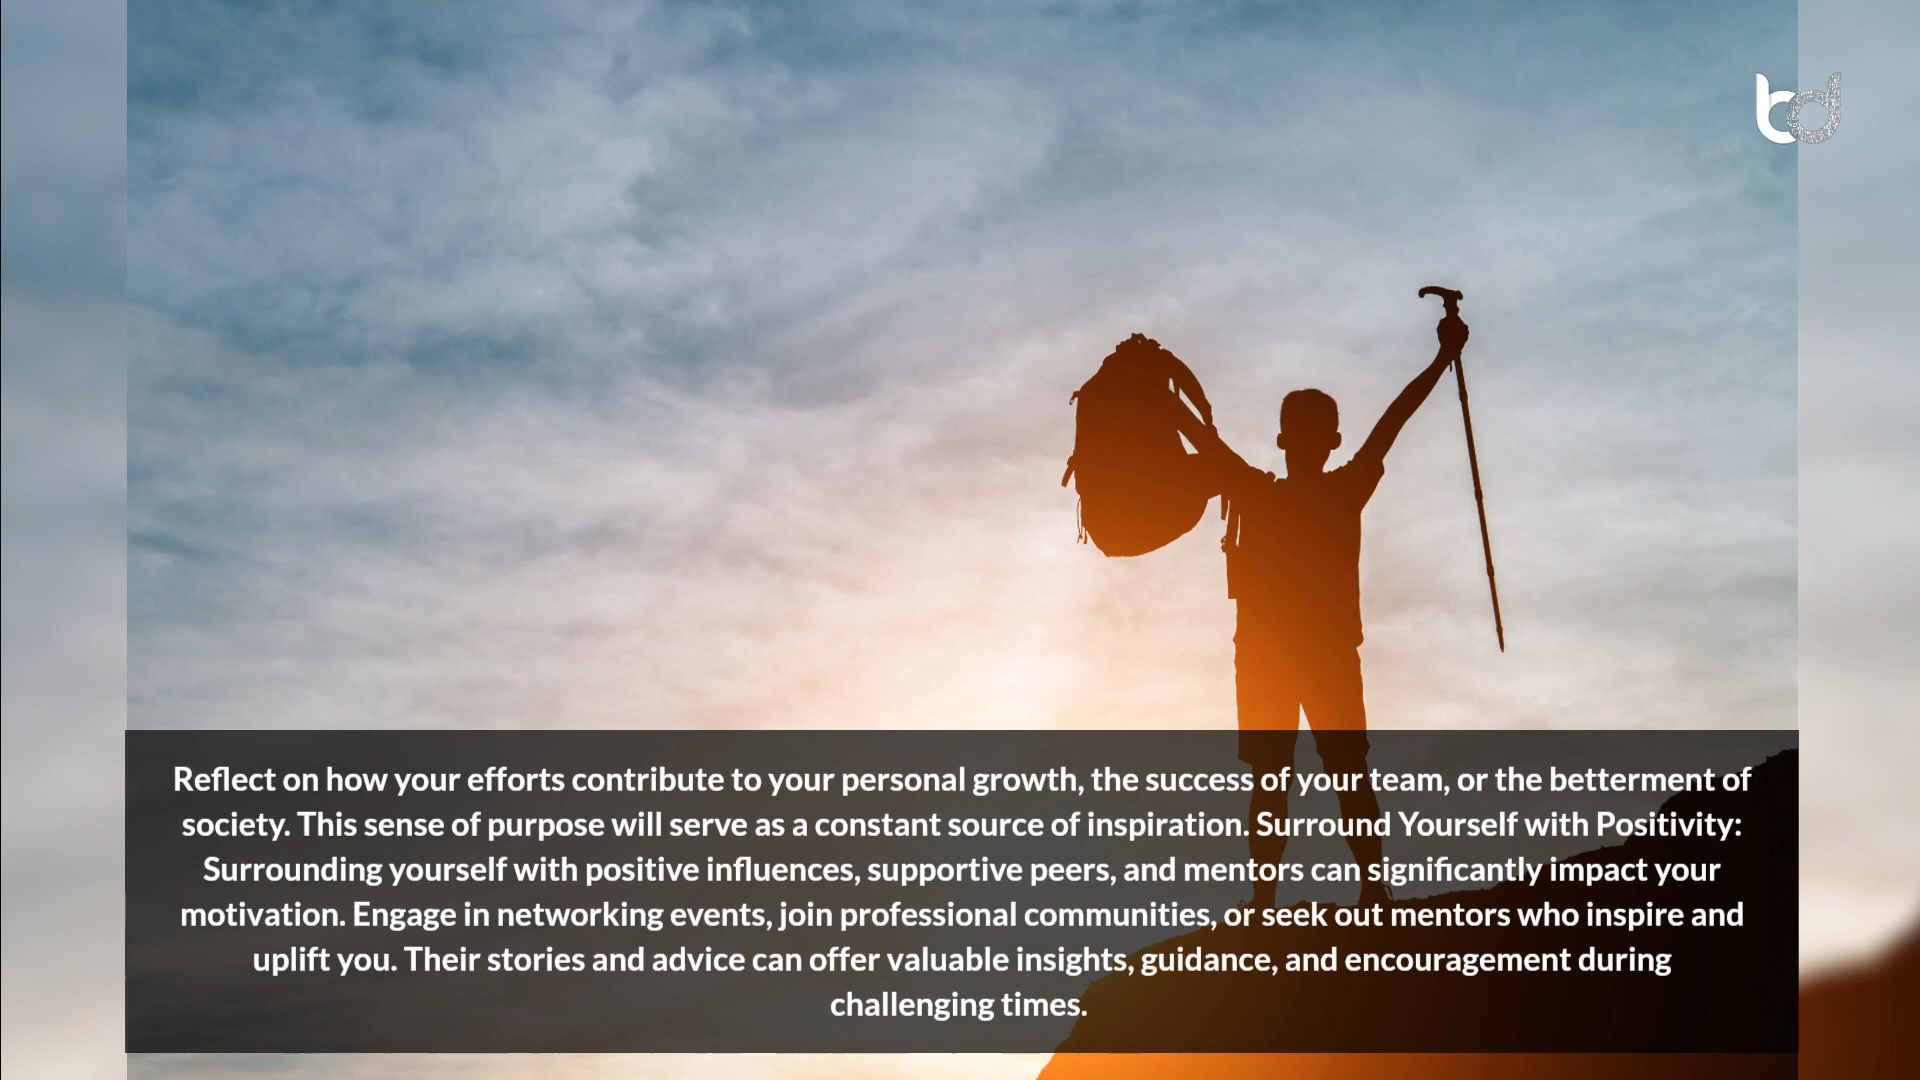 bd
Reflect on how your efforts contribute to your personal growth, the success of your team, or the betterment of
society. This sense of purpose will serve as a constant source of inspiration. Surround Yourself with Positivity:
Surrounding yourself with positive influences, supportive peers, and mentors can significantly impact your
motivation. Engage in networking events, join professional communities, or seek out mentors who inspire and
uplift you. Their stories and advice can offer valuable insights, guidance, and encouragement during
challenging times.